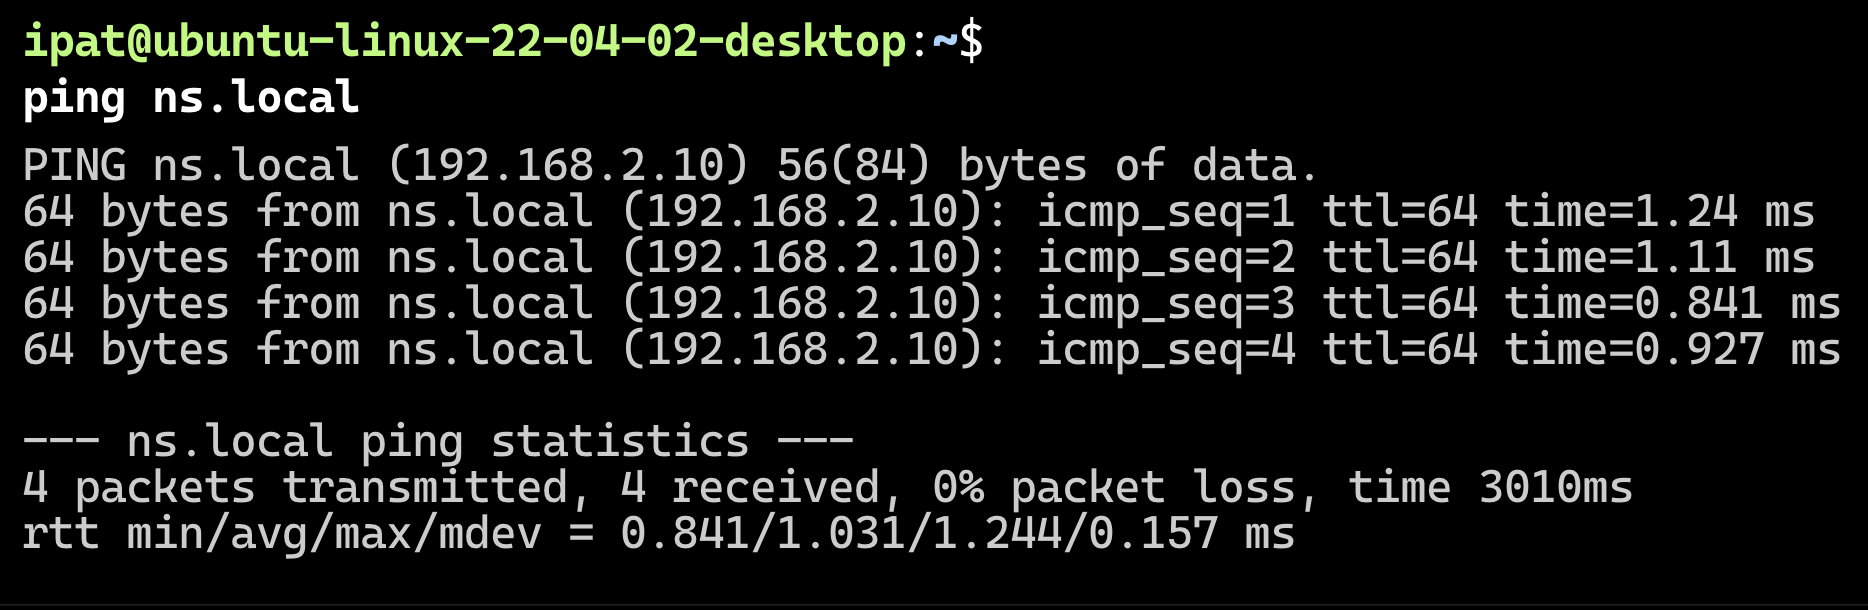 ipat@ubuntu-linux-22-04-02-desktop:~$
ping ns.local
PING ns.local (192.168.2.10) 56(84) bytes of data.
64 bytes from ns.local (192.168.2.10): icmp_seq=1 ttl=64 time=1.24 ms
64 bytes from ns.local (192.168.2.10): icmp_seq=2 ttl=64 time=1.11 ms
64 bytes from ns.local (192.168.2.10): icmp_seq=3 ttl=64 time=0.841 ms
64 bytes from ns.local (192.168.2.10): icmp_seq=4 ttl=64 time=0.927 ms
--- ns.local ping statistics ---
4 packets transmitted, 4 received, 0% packet loss, time 3010ms
rtt min/avg/max/mdev = 0.841/1.031/1.244/0.157 ms